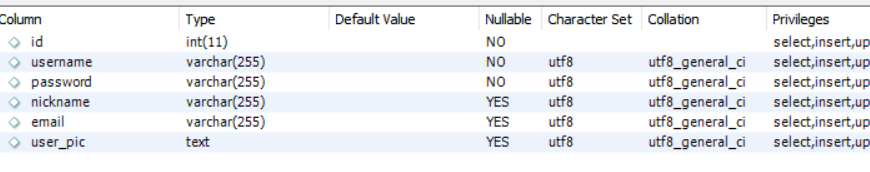 Column Type Default Value Nullable Character Set Collation Privileges
id int(11) NO select,insert,up
username varchar(255) NO utf8 utf8_general_ci select,insert,up
password varchar(255) NO utf8 utf8_general_ci select,insert,up
nickname varchar(255) YES utf8 utf8_general_ci select,insert,up
email varchar(255) YES utf8 utf8_general_ci select,insert,up
user_pic text YES utf8 utf8_general_ci select,insert,up